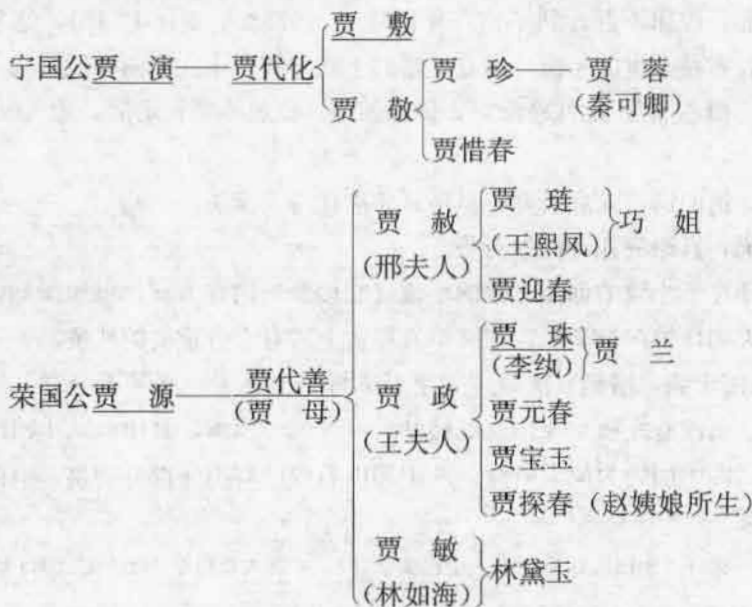 贾 敷
宁国公贾 演 贾代化 贾 珍 贾 蓉
贾 敬 (秦可卿)
贾惜春
贾 琏
贾 赦 (王熙凤) 巧 姐
(邢夫人) 贾迎春
贾 珠
(李纨) 贾 兰
荣国公贾 源 贾代善 贾 政 贾元春
(贾 母) (王夫人) 贾宝玉
贾探春 (赵姨娘所生)
贾 敏
(林如海) 林黛玉